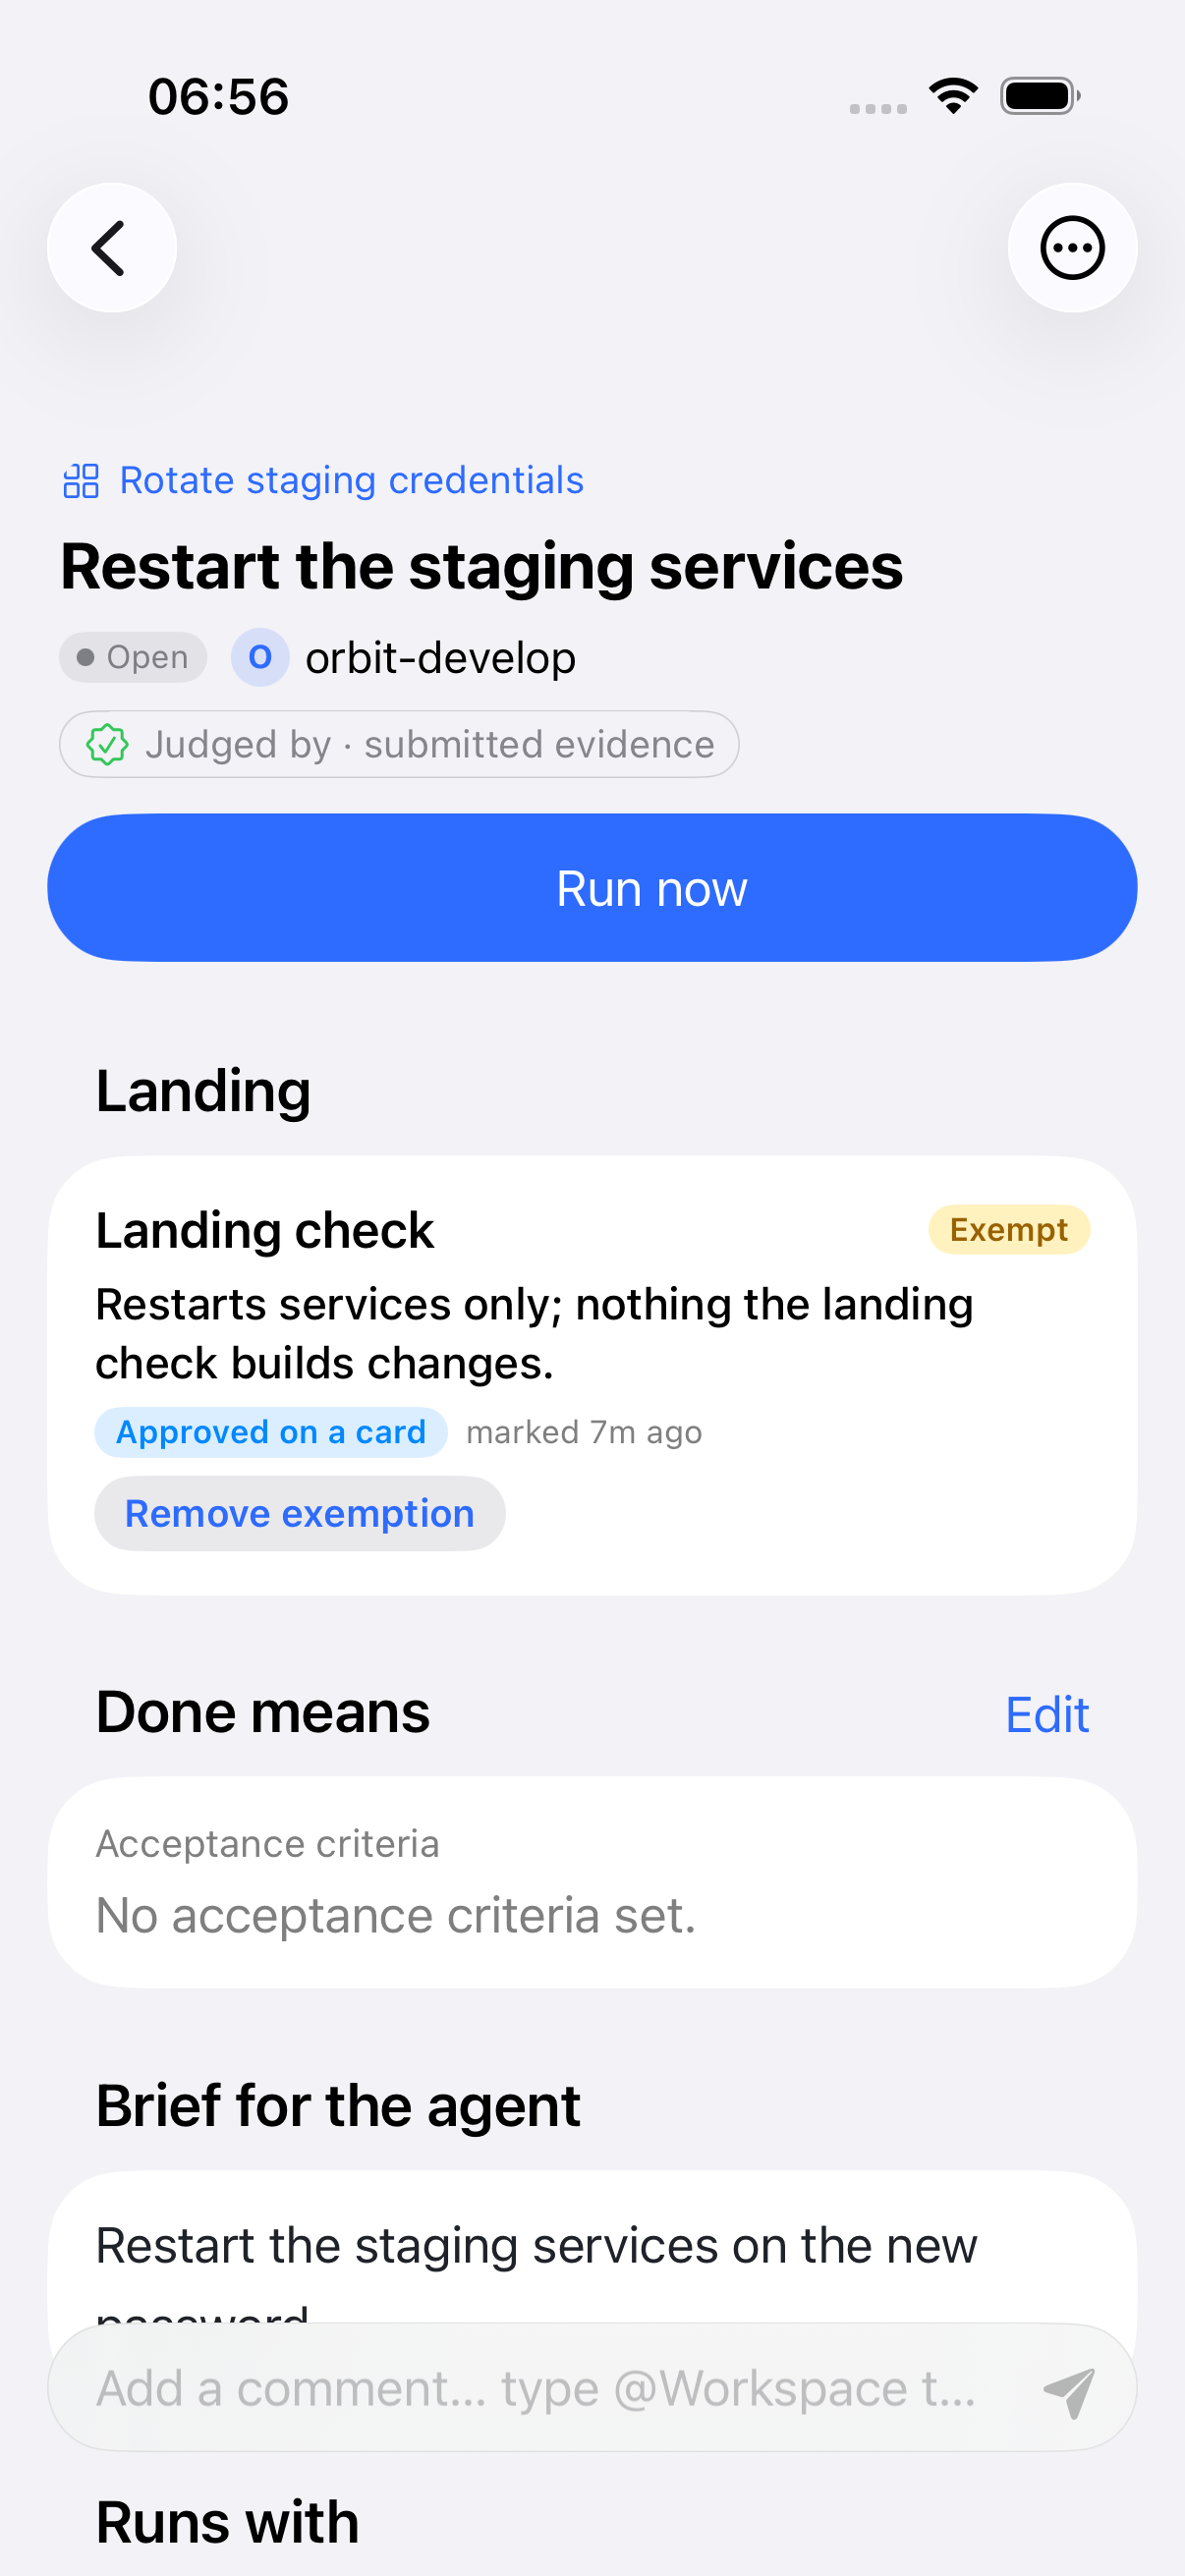 06:56
Rotate staging credentials
Restart the staging services
Open O orbit-develop
Judged by · submitted evidence
Run now
Landing
Landing check Exempt
Restarts services only; nothing the landing
check builds changes.
Approved on a card marked 7m ago
Remove exemption
Done means Edit
Acceptance criteria
No acceptance criteria set.
Brief for the agent
Restart the staging services on the new
password
Add a comment... type @Workspace t...
Runs with